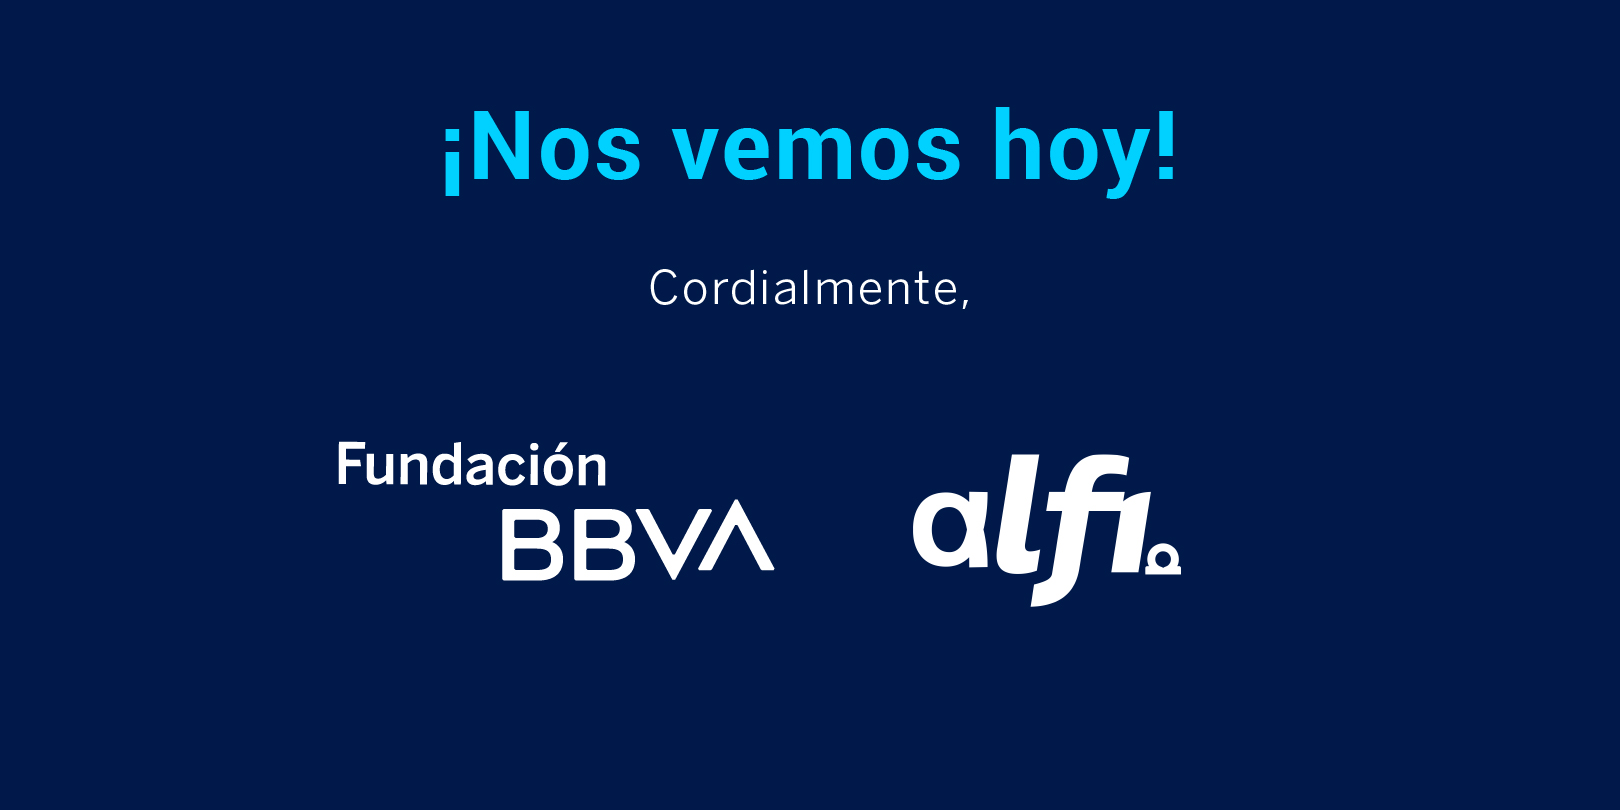 ¡Nos vemos hoy!
Cordialmente,
Fundación
BBVA
alfi.